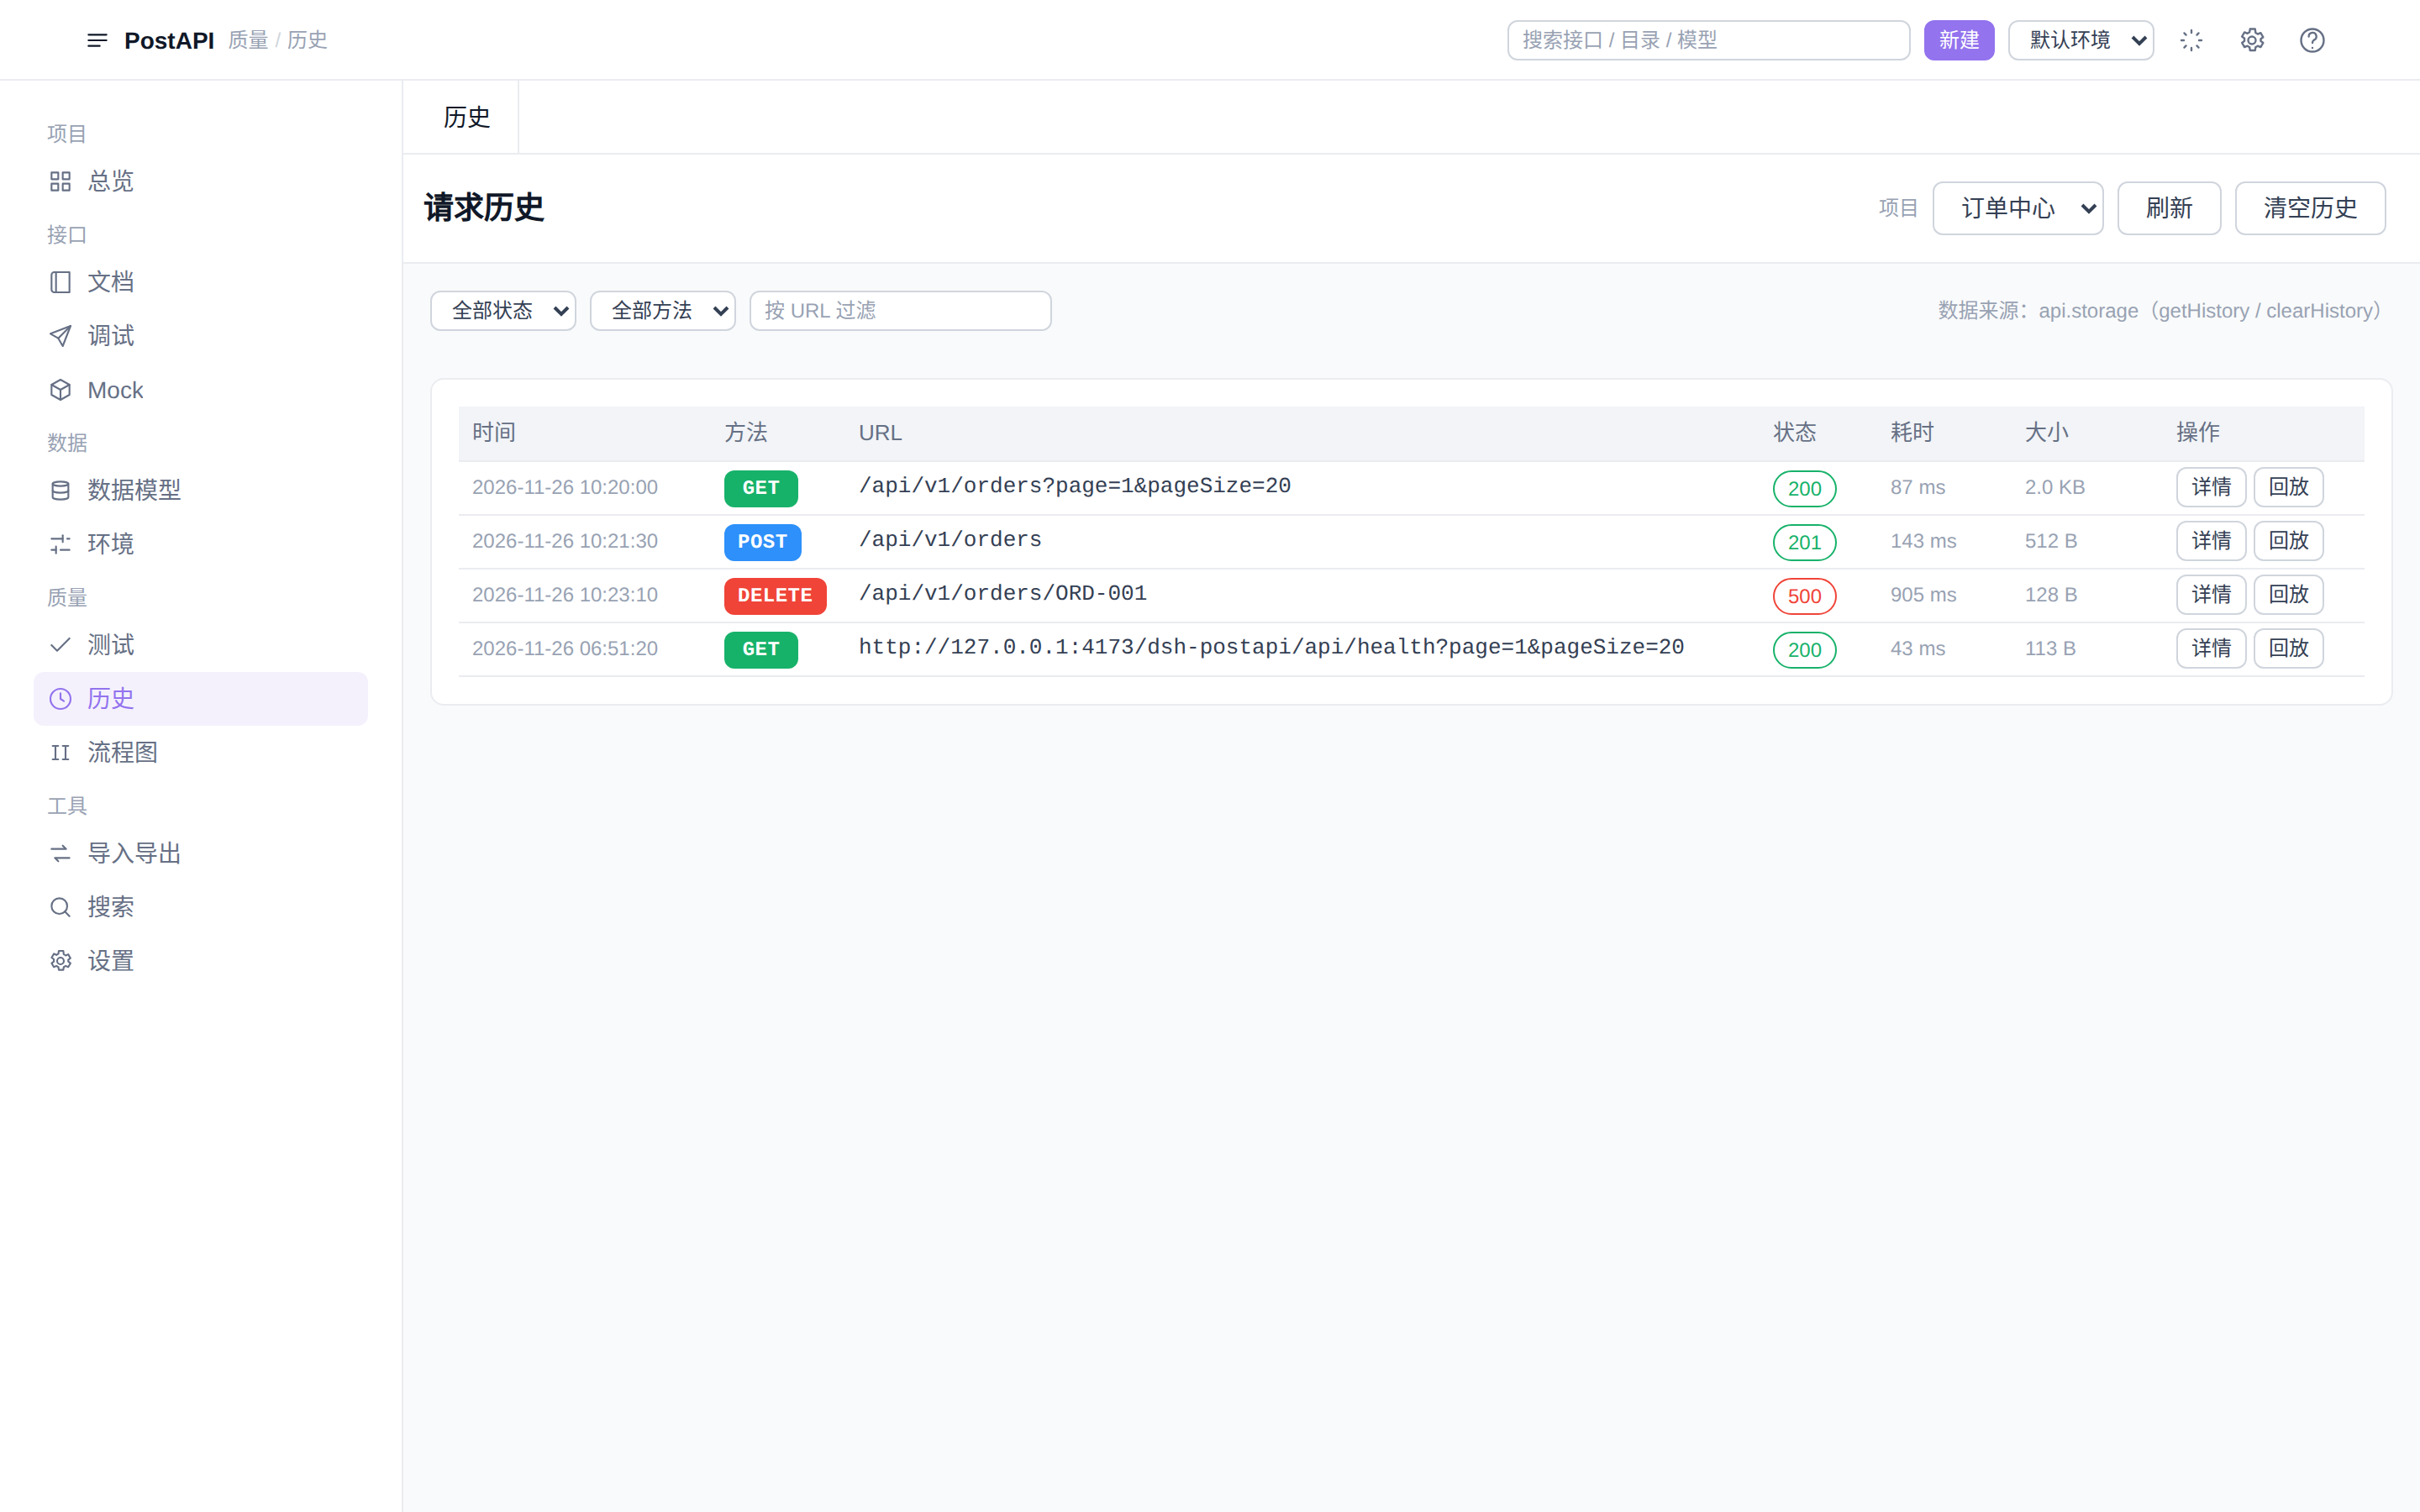 PostAPI 质量 / 历史
搜索接口 / 目录 / 模型 新建 默认环境
项目
总览
接口
文档
调试
Mock
数据
数据模型
环境
质量
测试
历史
流程图
工具
导入导出
搜索
设置
历史
请求历史
项目 订单中心 刷新 清空历史
全部状态 全部方法 按 URL 过滤 数据来源：api.storage（getHistory / clearHistory）
时间 方法 URL 状态 耗时 大小 操作
2026-11-26 10:20:00 GET /api/v1/orders?page=1&pageSize=20 200 87 ms 2.0 KB 详情 回放
2026-11-26 10:21:30 POST /api/v1/orders 201 143 ms 512 B 详情 回放
2026-11-26 10:23:10 DELETE /api/v1/orders/ORD-001 500 905 ms 128 B 详情 回放
2026-11-26 06:51:20 GET http://127.0.0.1:4173/dsh-postapi/api/api/health?page=1&pageSize=20 200 43 ms 113 B 详情 回放